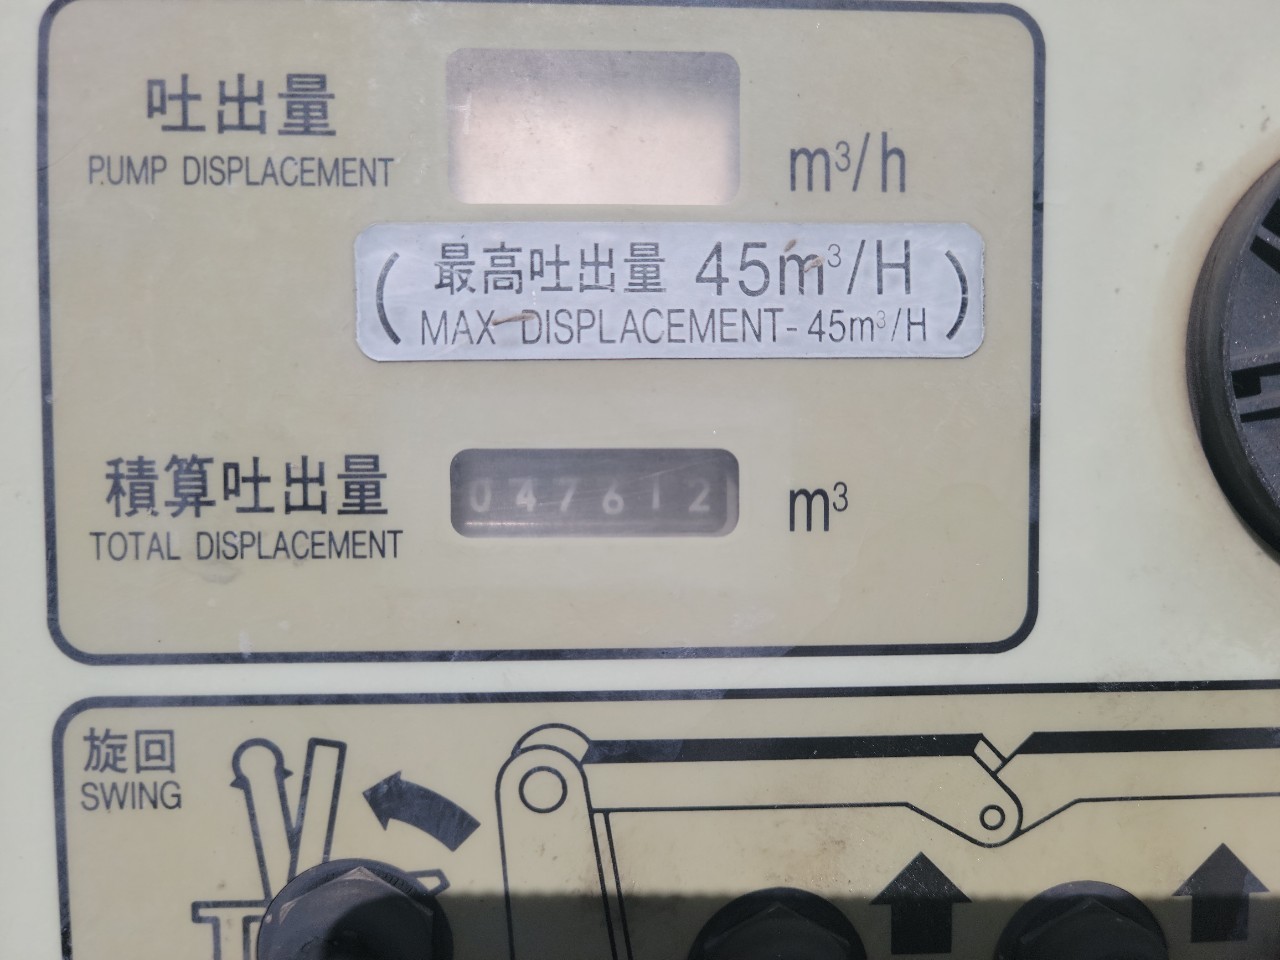 吐出量
PUMP DISPLACEMENT
m³/h
(最高吐出量 45m³/H
MAX DISPLACEMENT-45m³/H)
積算吐出量
TOTAL DISPLACEMENT
047612
m³
旋回
SWING